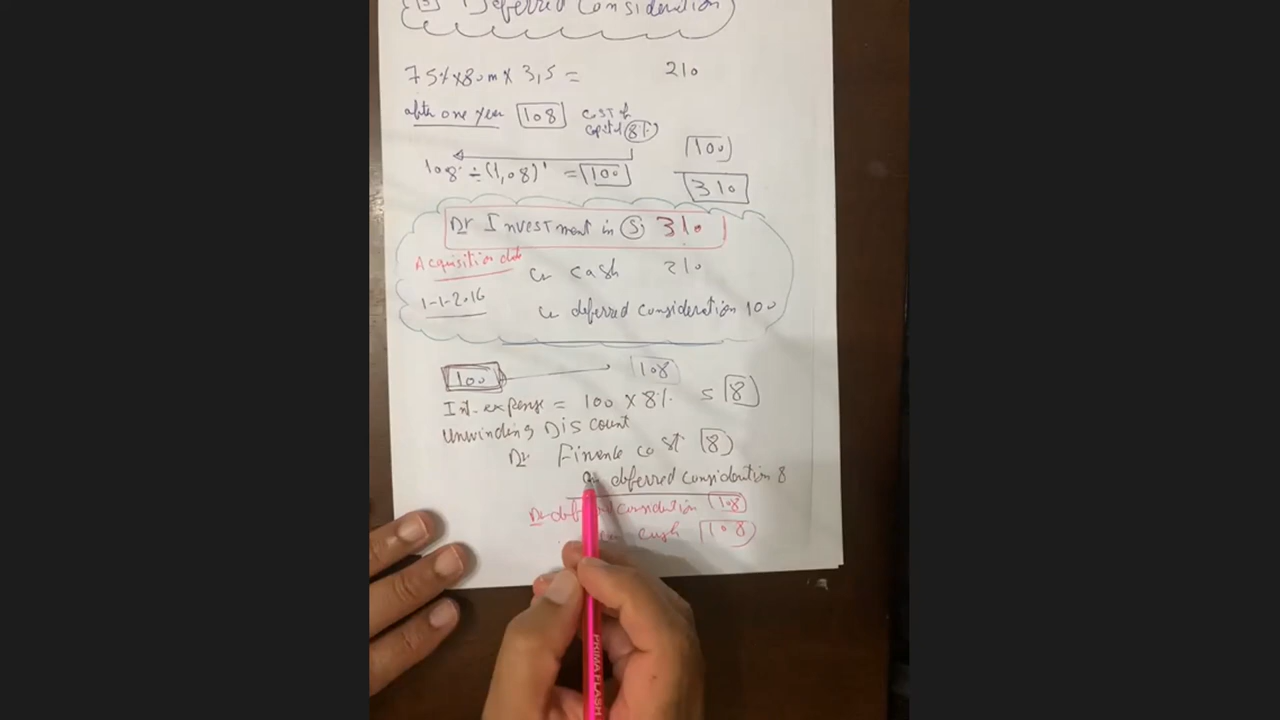 3 Deferred Consideration
75% x 80m x 3,5 = 210
after one year 108 cost of
capital 8%
100
108 ÷ (1,08)¹ = 100
310
Dr Investment in S 310
Acquisition date
Cr cash 210
1-1-2016
Cr deferred consideration 100
100 108
Int. expense = 100 x 8% = 8
Unwinding Discount
Dr Finance cost 8
Cr deferred consideration 8
Dr deferred consideration 108
cash 108
PRIMA FLASH